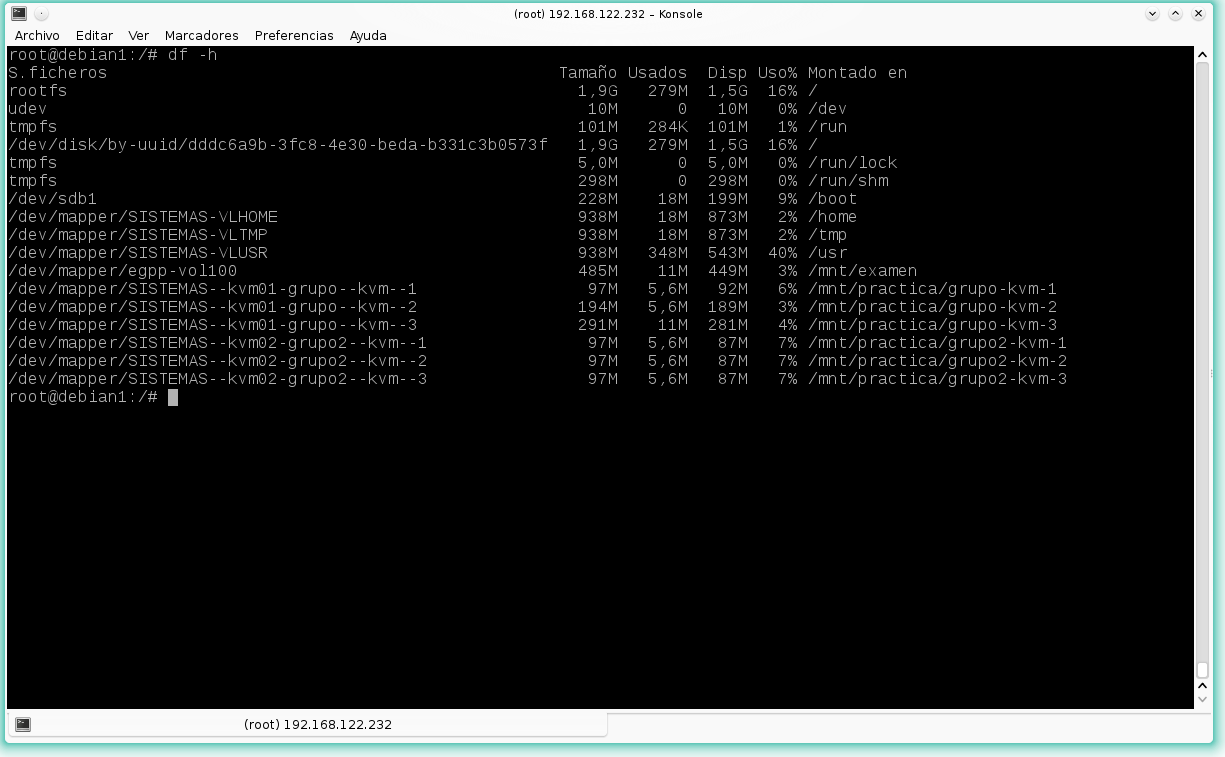 (root) 192.168.122.232 – Konsole
Archivo Editar Ver Marcadores Preferencias Ayuda
root@debian1:/# df -h
S.ficheros Tamaño Usados Disp Uso% Montado en
rootfs 1,9G 279M 1,5G 16% /
udev 10M 0 10M 0% /dev
tmpfs 101M 284K 101M 1% /run
/dev/disk/by-uuid/dddc6a9b-3fc8-4e30-beda-b331c3b0573f 1,9G 279M 1,5G 16% /
tmpfs 5,0M 0 5,0M 0% /run/lock
tmpfs 298M 0 298M 0% /run/shm
/dev/sdb1 228M 18M 199M 9% /boot
/dev/mapper/SISTEMAS-VLHOME 938M 18M 873M 2% /home
/dev/mapper/SISTEMAS-VLTMP 938M 18M 873M 2% /tmp
/dev/mapper/SISTEMAS-VLUSR 938M 348M 543M 40% /usr
/dev/mapper/egpp-vol100 485M 11M 449M 3% /mnt/examen
/dev/mapper/SISTEMAS--kvm01-grupo--kvm--1 97M 5,6M 92M 6% /mnt/practica/grupo-kvm-1
/dev/mapper/SISTEMAS--kvm01-grupo--kvm--2 194M 5,6M 189M 3% /mnt/practica/grupo-kvm-2
/dev/mapper/SISTEMAS--kvm01-grupo--kvm--3 291M 11M 281M 4% /mnt/practica/grupo-kvm-3
/dev/mapper/SISTEMAS--kvm02-grupo2--kvm--1 97M 5,6M 87M 7% /mnt/practica/grupo2-kvm-1
/dev/mapper/SISTEMAS--kvm02-grupo2--kvm--2 97M 5,6M 87M 7% /mnt/practica/grupo2-kvm-2
/dev/mapper/SISTEMAS--kvm02-grupo2--kvm--3 97M 5,6M 87M 7% /mnt/practica/grupo2-kvm-3
root@debian1:/#
(root) 192.168.122.232